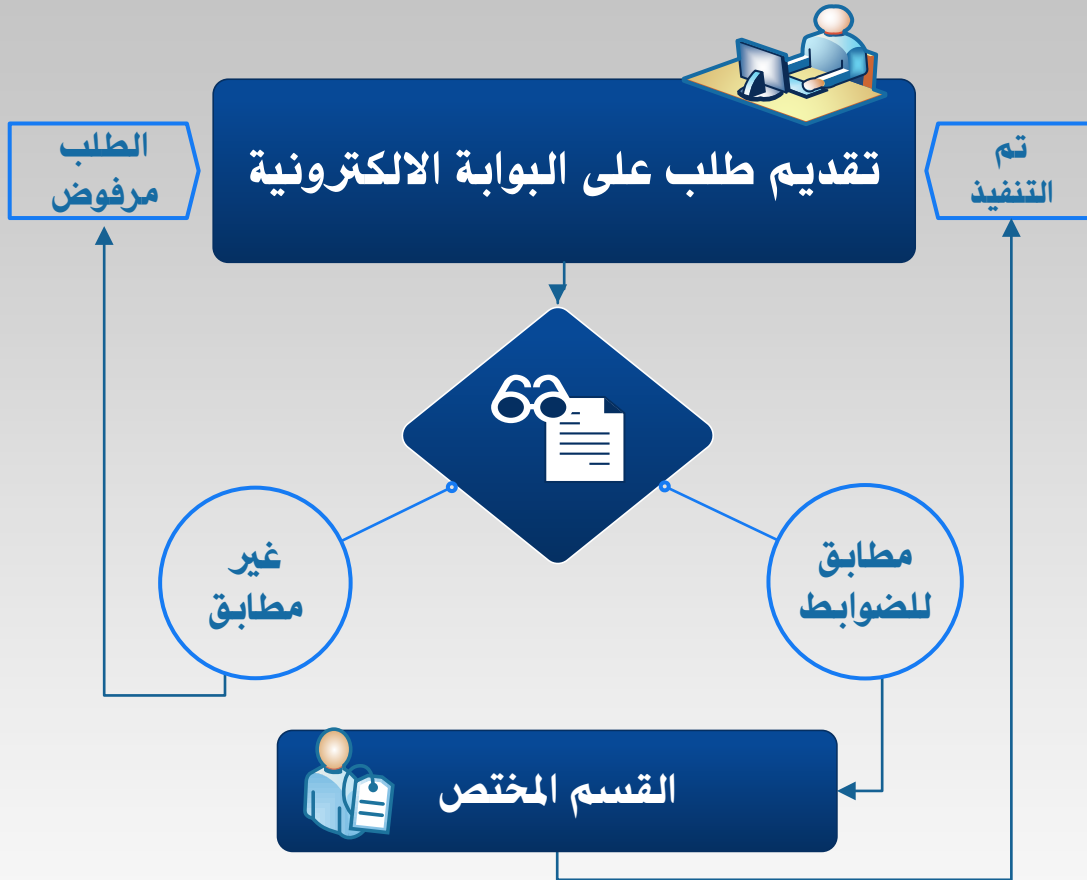 تقديم طلب على البوابة الالكترونية
تم
التنفيذ
الطلب
مرفوض
مطابق
للضوابط
غير
مطابق
القسم المختص